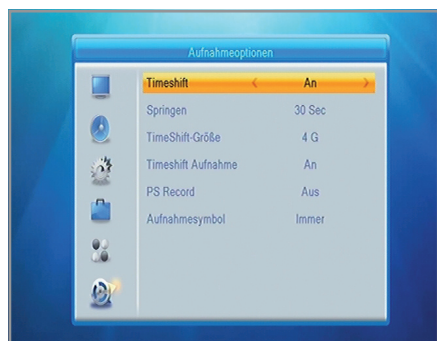 Aufnahmeoptionen
Timeshift An
Springen 30 Sec
TimeShift-Größe 4 G
Timeshift Aufnahme An
PS Record Aus
Aufnahmesymbol Immer